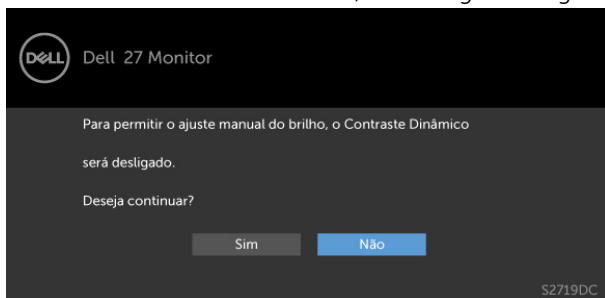 DELL
Dell 27 Monitor
Para permitir o ajuste manual do brilho, o Contraste Dinâmico
será desligado.
Deseja continuar?
Sim
Não
S2719DC